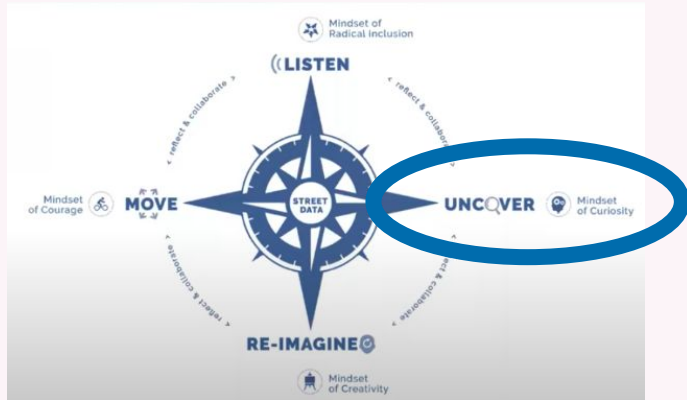 Mindset of
Radical Inclusion
LISTEN
< reflect & collaborate >
< reflect & collaborate >
Mindset
of Courage
MOVE
STREET
DATA
UNCOVER
Mindset
of Curiosity
< reflect & collaborate >
& collaborate >
RE-IMAGINE
Mindset
of Creativity